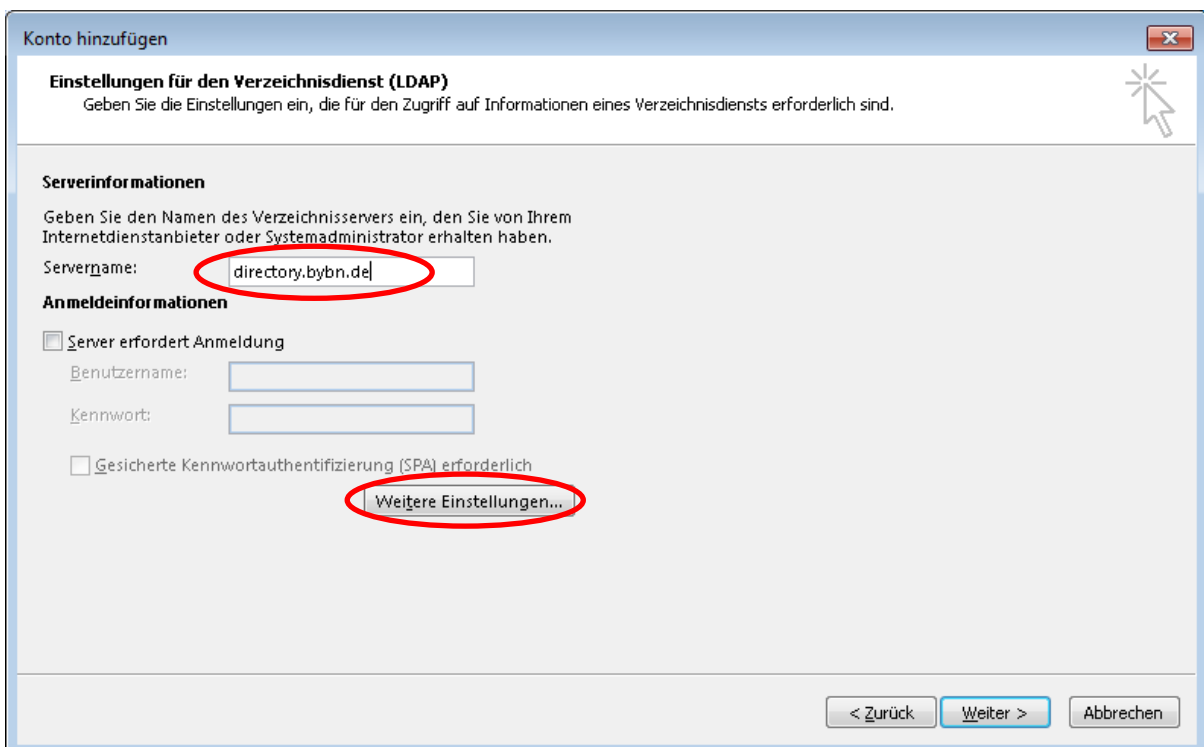 Konto hinzufügen
Einstellungen für den Verzeichnisdienst (LDAP)
Geben Sie die Einstellungen ein, die für den Zugriff auf Informationen eines Verzeichnisdiensts erforderlich sind.
Serverinformationen
Geben Sie den Namen des Verzeichnisservers ein, den Sie von Ihrem
Internetdienstanbieter oder Systemadministrator erhalten haben.
Servername: directory.bybn.de
Anmeldeinformationen
Server erfordert Anmeldung
Benutzername:
Kennwort:
Gesicherte Kennwortauthentifizierung (SPA) erforderlich
Weitere Einstellungen...
< Zurück Weiter > Abbrechen